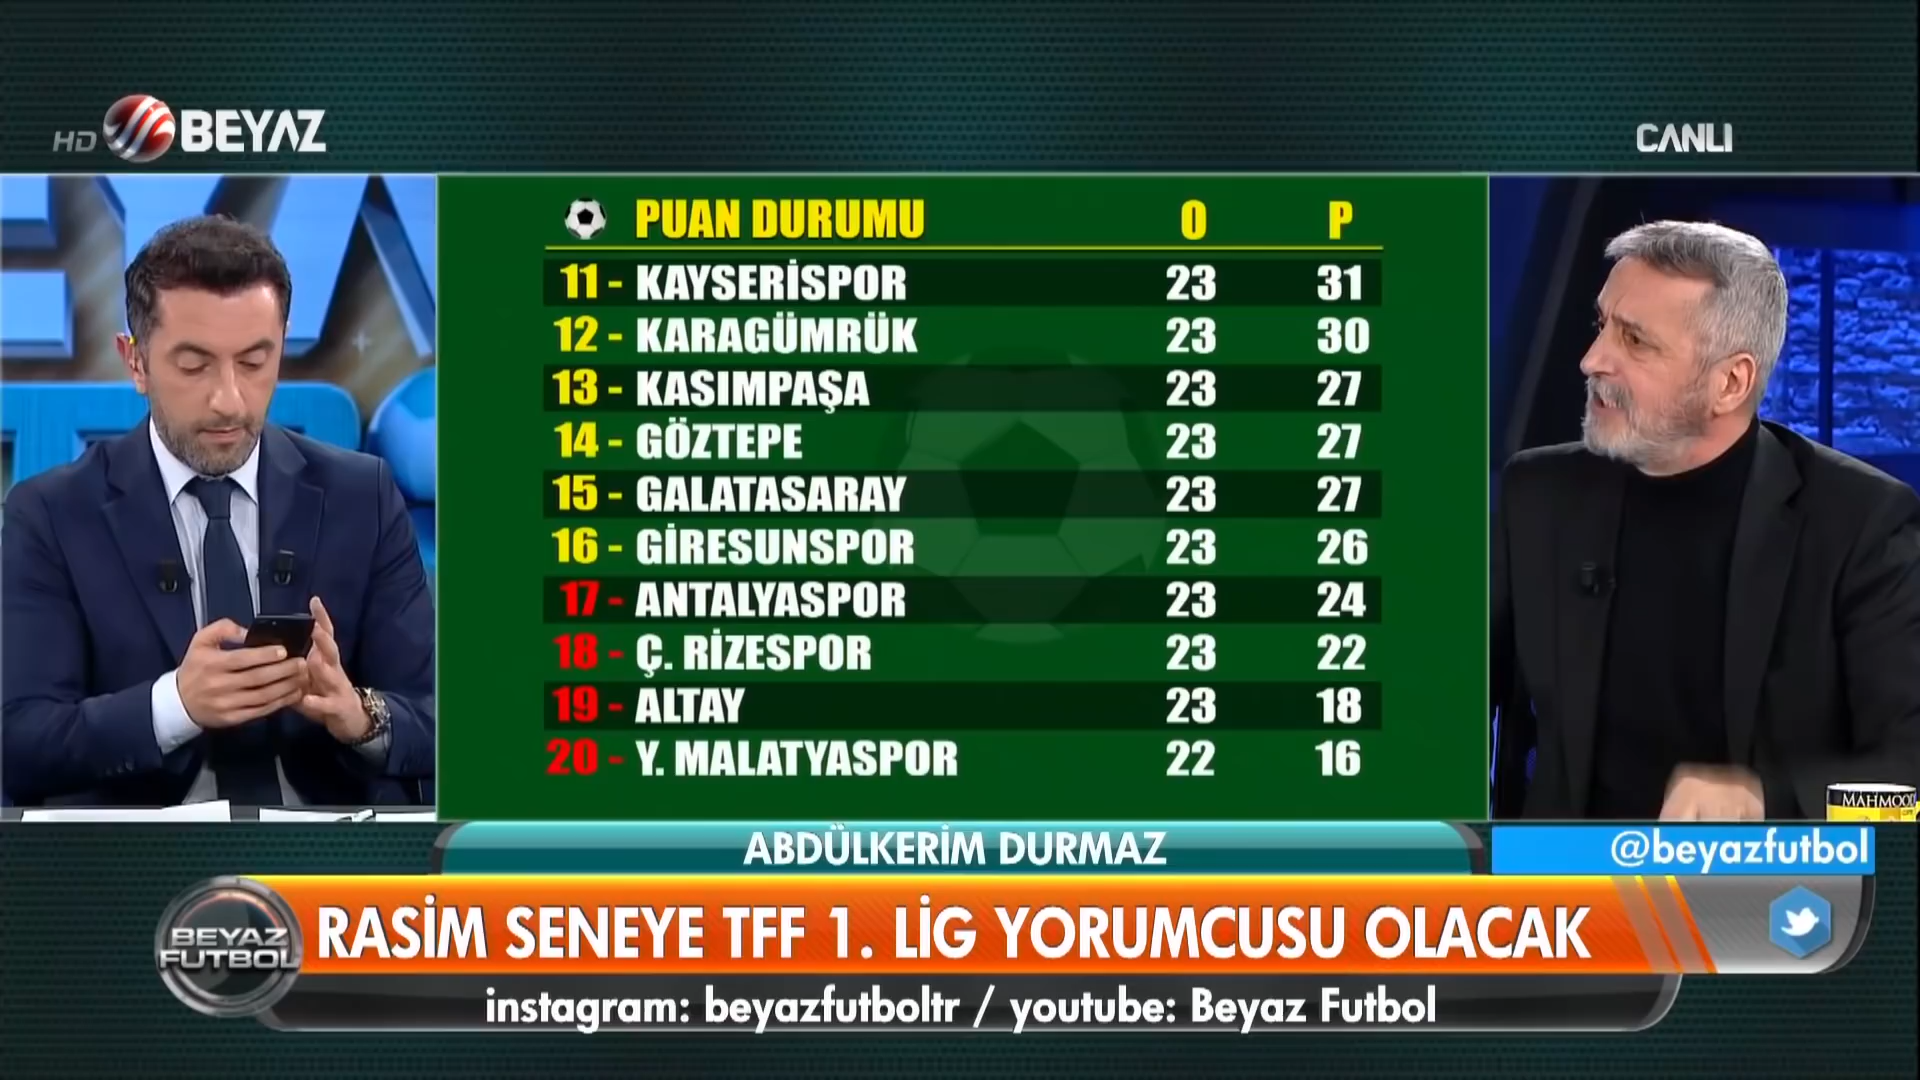 HD BEYAZ
CANLI
PUAN DURUMU O P
11 - KAYSERİSPOR 23 31
12 - KARAGÜMRÜK 23 30
13 - KASIMPAŞA 23 27
14 - GÖZTEPE 23 27
15 - GALATASARAY 23 27
16 - GİRESUNSPOR 23 26
17 - ANTALYASPOR 23 24
18 - Ç. RİZESPOR 23 22
19 - ALTAY 23 18
20 - Y. MALATYASPOR 22 16
MAHMOOD
ABDÜLKERİM DURMAZ
@beyazfutbol
BEYAZ FUTBOL
RASİM SENEYE TFF 1. LİG YORUMCUSU OLACAK
instagram: beyazfutboltr / youtube: Beyaz Futbol